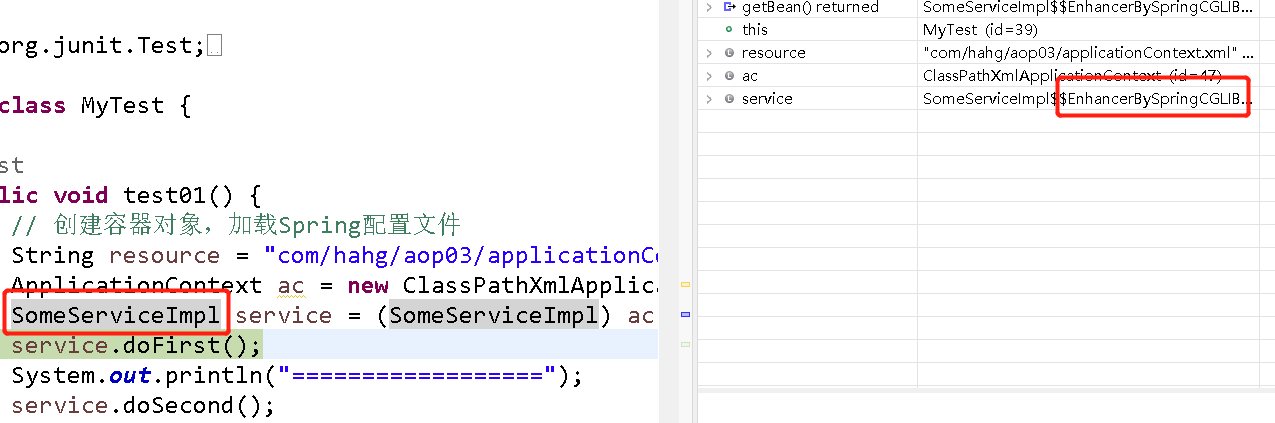 org.junit.Test;
class MyTest {
st
lic void test01() {
// 创建容器对象，加载Spring配置文件
String resource = "com/hahg/aop03/applicationCo
ApplicationContext ac = new ClassPathXmlApplica
SomeServiceImpl service = (SomeServiceImpl) ac
service.doFirst();
System.out.println("==================");
service.doSecond();
getBean() returned SomeServiceImpl$$EnhancerBySpringCGLIB...
this MyTest (id=39)
resource "com/hahg/aop03/applicationContext.xml" ...
ac ClassPathXmlApplicationContext (id=47)
service SomeServiceImpl$$EnhancerBySpringCGLIB...